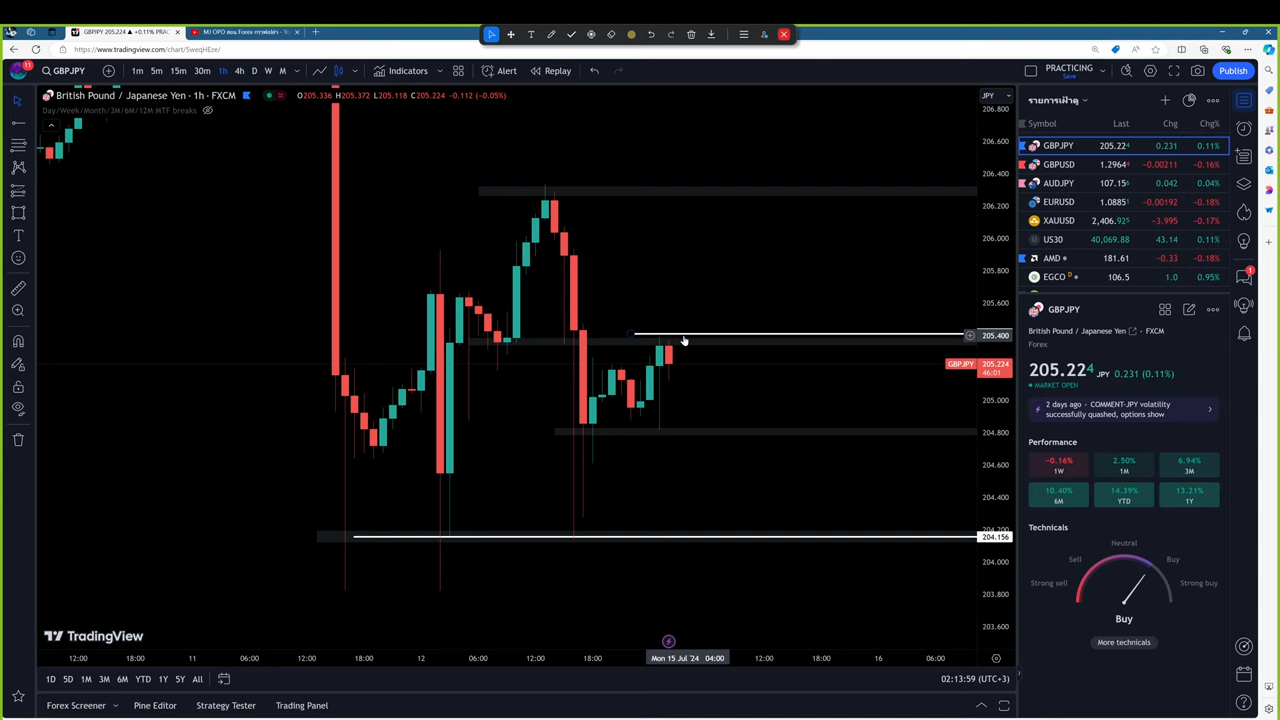 GBPJPY 205.224 ▲ +0.11% PRAC
MJ OPO สอน Forex
https://www.tradingview.com/chart/5weqHEze/
11
GBPJPY
1m 5m 15m 30m 1h 4h D W M
Indicators
Alert
Replay
PRACTICING
Save
Publish
British Pound / Japanese Yen · 1h · FXCM
O205.336 H205.372 L205.118 C205.224 -0.112 (-0.05%)
Day/Week/Month/3M/6M/12M MTF breaks
JPY
206.800
206.600
206.400
206.200
206.000
205.800
205.600
205.400
GBPJPY 205.224
46:01
205.000
204.800
204.600
204.400
204.200
204.156
204.000
203.800
203.600
TradingView
12:00 18:00 11 06:00 12:00 18:00 12 06:00 12:00 18:00 Mon 15 Jul '24 04:00 12:00 18:00 16 06:00
1D 5D 1M 3M 6M YTD 1Y 5Y All
02:13:59 (UTC+3)
Forex Screener Pine Editor Strategy Tester Trading Panel
รายการเฝ้าดู
Symbol Last Chg Chg%
GBPJPY 205.224 0.231 0.11%
GBPUSD 1.2964 −0.00211 −0.16%
AUDJPY 107.156 0.042 0.04%
EURUSD 1.0885 −0.00192 −0.18%
XAUUSD 2,406.925 −3.995 −0.17%
US30 40,069.88 43.14 0.11%
AMD 181.61 −0.33 −0.18%
EGCO D 106.5 1.0 0.95%
GBPJPY
British Pound / Japanese Yen · FXCM
Forex
205.224 JPY 0.231 (0.11%)
MARKET OPEN
2 days ago · COMMENT-JPY volatility
successfully quashed, options show
Performance
−0.16% 2.50% 6.94%
1W 1M 3M
10.40% 14.39% 13.21%
6M YTD 1Y
Technicals
Neutral
Sell Buy
Strong sell Strong buy
Buy
More technicals
1